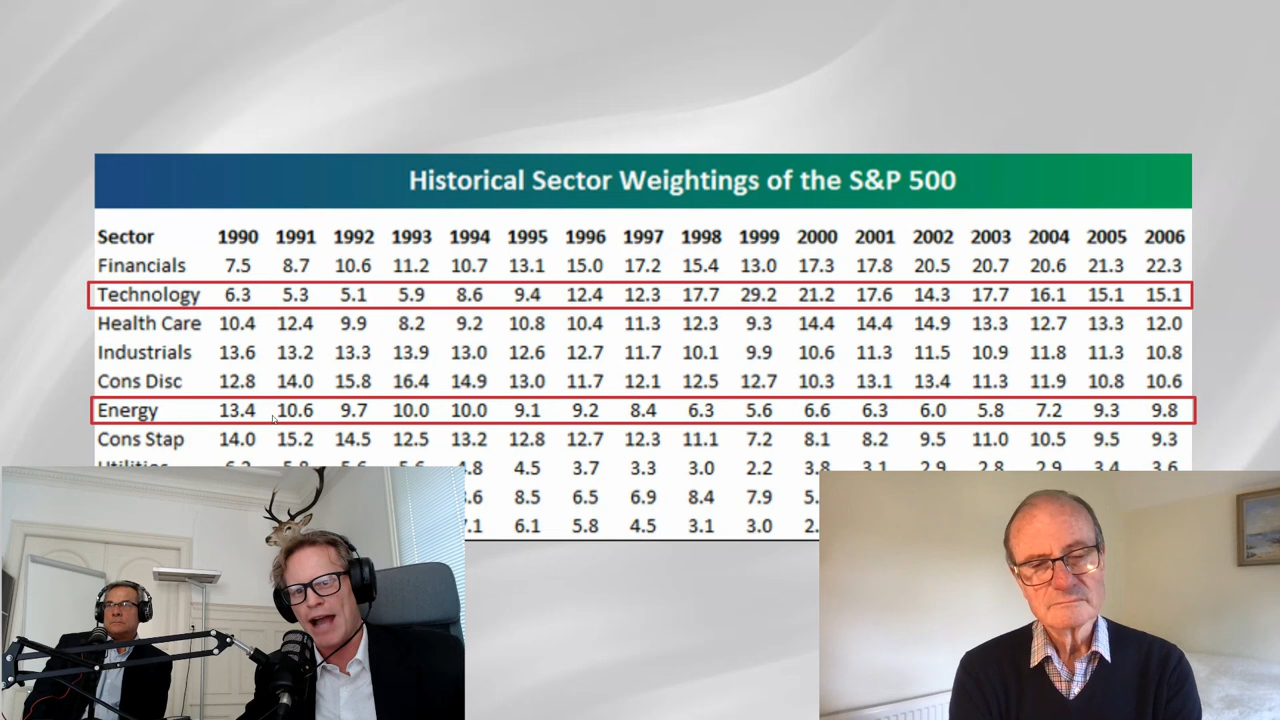 Historical Sector Weightings of the S&P 500
Sector 1990 1991 1992 1993 1994 1995 1996 1997 1998 1999 2000 2001 2002 2003 2004 2005 2006
Financials 7.5 8.7 10.6 11.2 10.7 13.1 15.0 17.2 15.4 13.0 17.3 17.8 20.5 20.7 20.6 21.3 22.3
Technology 6.3 5.3 5.1 5.9 8.6 9.4 12.4 12.3 17.7 29.2 21.2 17.6 14.3 17.7 16.1 15.1 15.1
Health Care 10.4 12.4 9.9 8.2 9.2 10.8 10.4 11.3 12.3 9.3 14.4 14.4 14.9 13.3 12.7 13.3 12.0
Industrials 13.6 13.2 13.3 13.9 13.0 12.6 12.7 11.7 10.1 9.9 10.6 11.3 11.5 10.9 11.8 11.3 10.8
Cons Disc 12.8 14.0 15.8 16.4 14.9 13.0 11.7 12.1 12.5 12.7 10.3 13.1 13.4 11.3 11.9 10.8 10.6
Energy 13.4 10.6 9.7 10.0 10.0 9.1 9.2 8.4 6.3 5.6 6.6 6.3 6.0 5.8 7.2 9.3 9.8
Cons Stap 14.0 15.2 14.5 12.5 13.2 12.8 12.7 12.3 11.1 7.2 8.1 8.2 9.5 11.0 10.5 9.5 9.3
Utilities 4.5 3.7 3.3 3.0 2.2 3.8 3.1 2.9 2.8 2.9 3.4 3.6
8.5 6.5 6.9 8.4 7.9
6.1 5.8 4.5 3.1 3.0